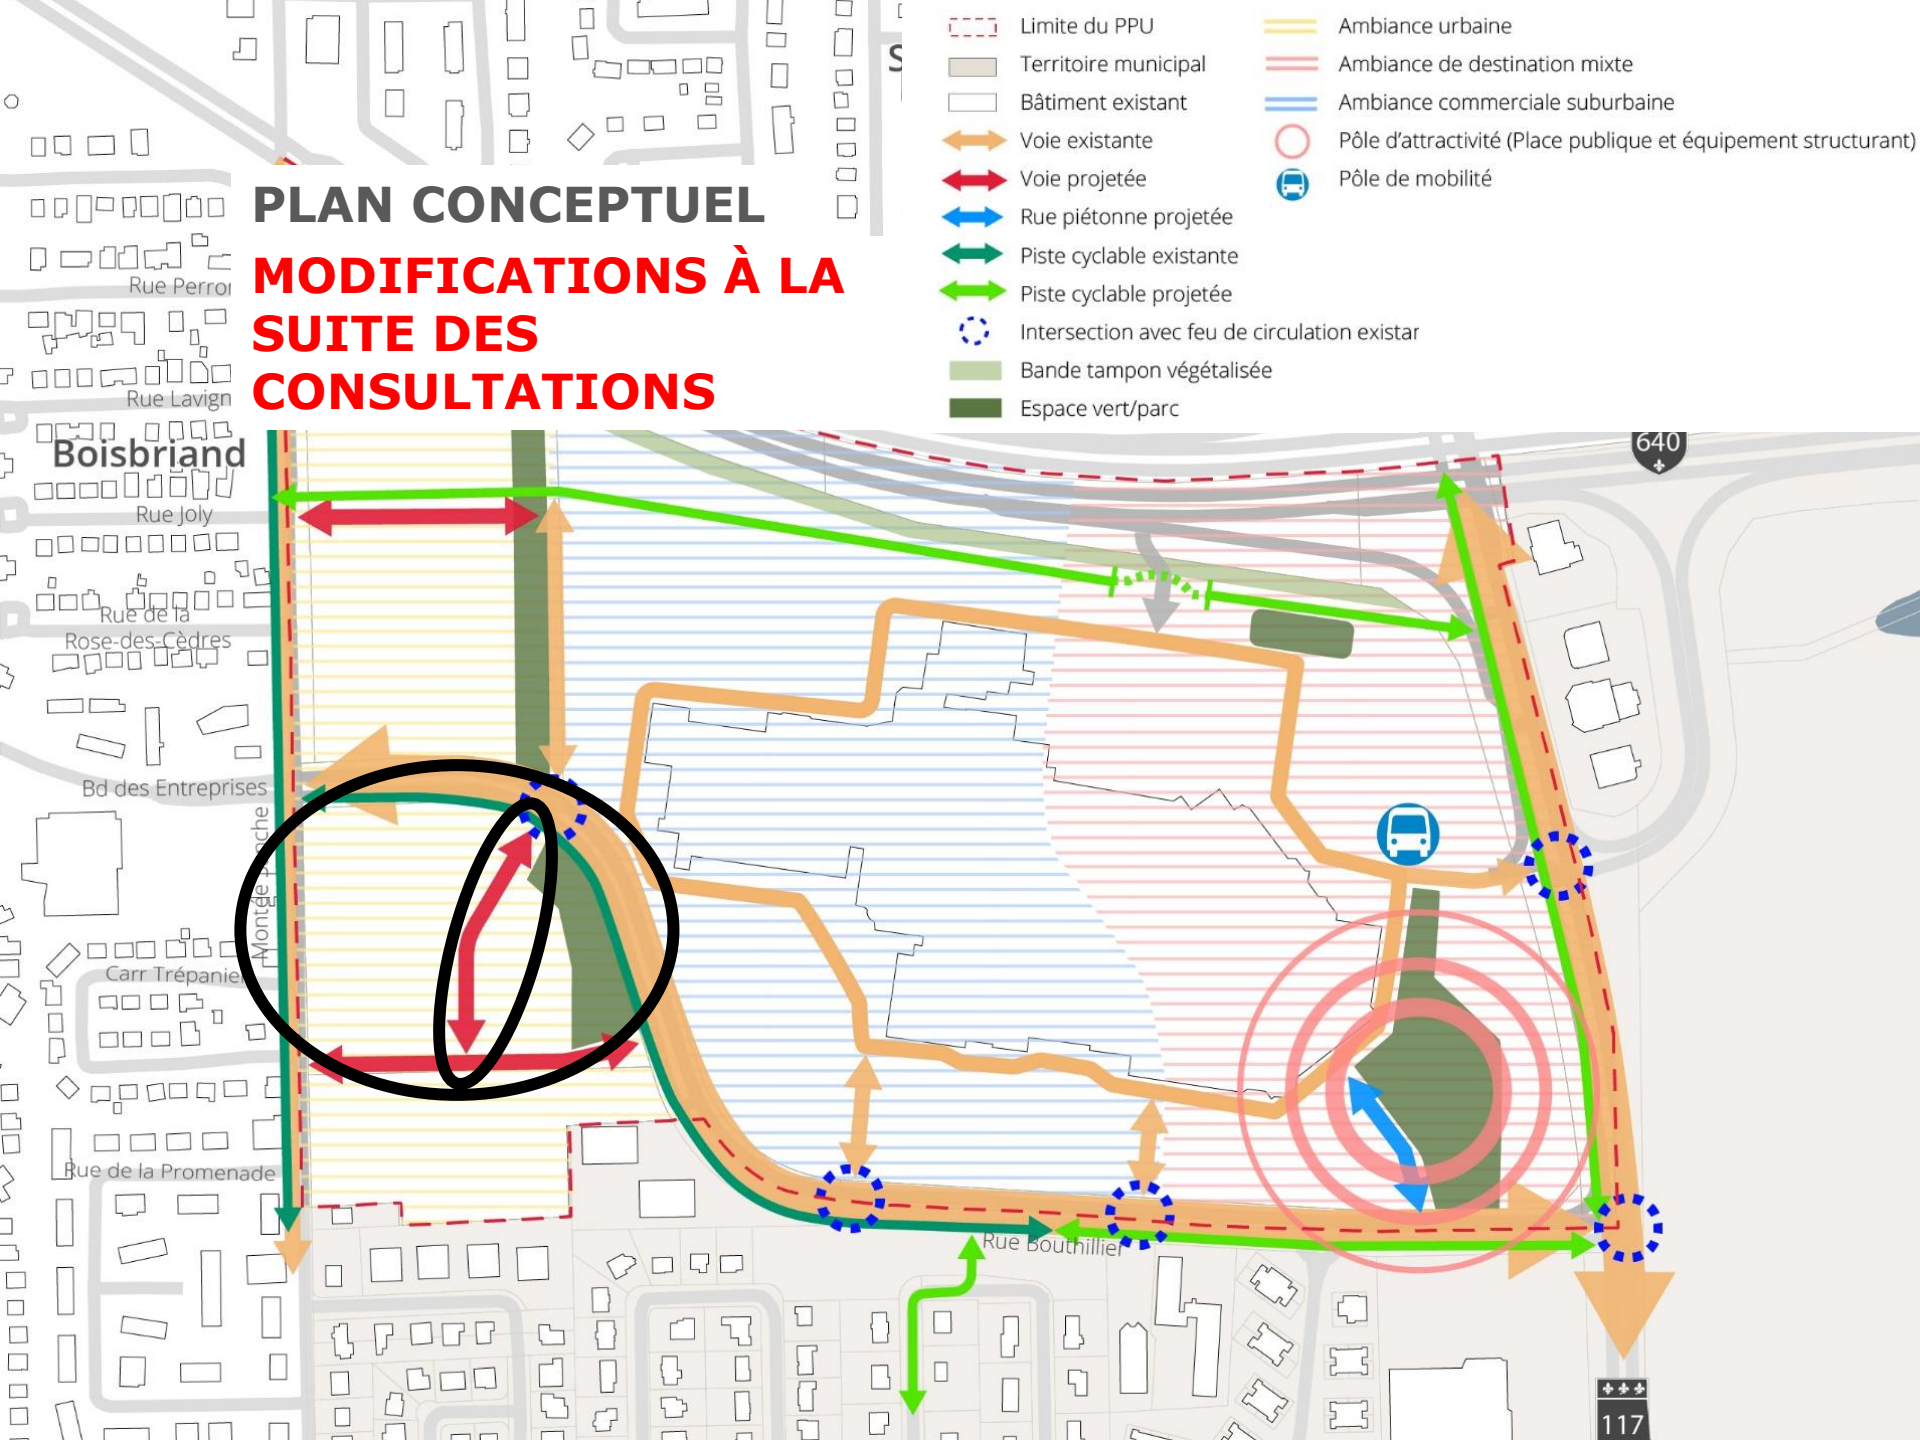 PLAN CONCEPTUEL
MODIFICATIONS À LA
SUITE DES
CONSULTATIONS
Limite du PPU
Territoire municipal
Bâtiment existant
Voie existante
Voie projetée
Rue piétonne projetée
Piste cyclable existante
Piste cyclable projetée
Intersection avec feu de circulation existar
Bande tampon végétalisée
Espace vert/parc
Ambiance urbaine
Ambiance de destination mixte
Ambiance commerciale suburbaine
Pôle d'attractivité (Place publique et équipement structurant)
Pôle de mobilité
S
Rue Perror
Rue Lavign
Boisbriand
Rue Joly
Rue de la
Rose-des-Cèdres
Bd des Entreprises
Montée
Carr Trépanier
Rue de la Promenade
Rue Bouthillier
640
117